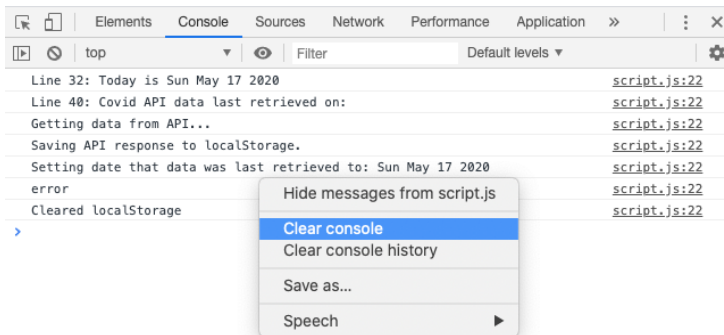 Elements Console Sources Network Performance Application »
top Filter Default levels
Line 32: Today is Sun May 17 2020 script.js:22
Line 40: Covid API data last retrieved on: script.js:22
Getting data from API... script.js:22
Saving API response to localStorage. script.js:22
Setting date that data was last retrieved to: Sun May 17 2020 script.js:22
error script.js:22
Cleared localStorage script.js:22
Hide messages from script.js
Clear console
Clear console history
Save as...
Speech